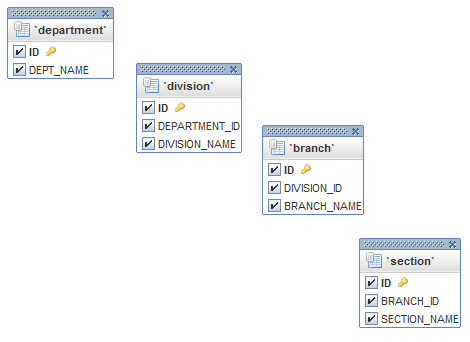 `department`
ID
DEPT_NAME
`division`
ID
DEPARTMENT_ID
DIVISION_NAME
`branch`
ID
DIVISION_ID
BRANCH_NAME
`section`
ID
BRANCH_ID
SECTION_NAME